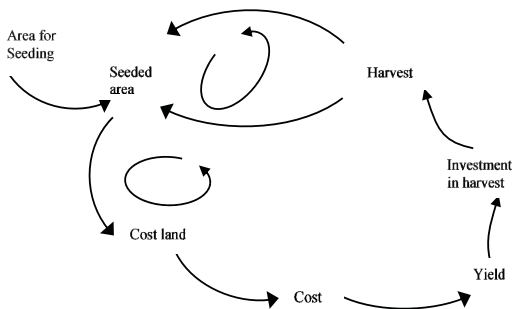 Area for
Seeding
Seeded
area
Harvest
Investment
in harvest
Cost land
Yield
Cost